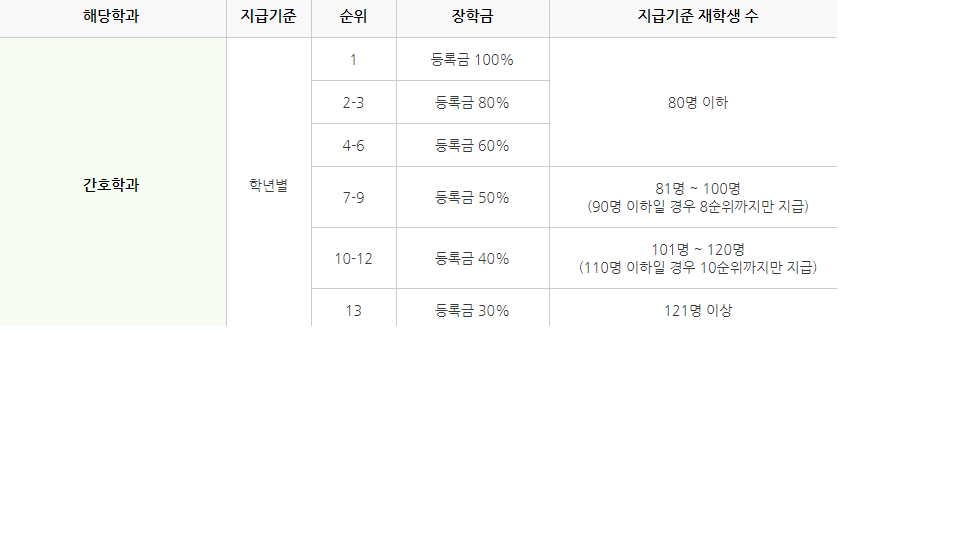 해당학과 지급기준 순위 장학금 지급기준 재학생 수
간호학과 학년별
1 등록금 100% 80명 이하
2-3 등록금 80%
4-6 등록금 60%
7-9 등록금 50% 81명 ~ 100명
(90명 이하일 경우 8순위까지만 지급)
10-12 등록금 40% 101명 ~ 120명
(110명 이하일 경우 10순위까지만 지급)
13 등록금 30% 121명 이상